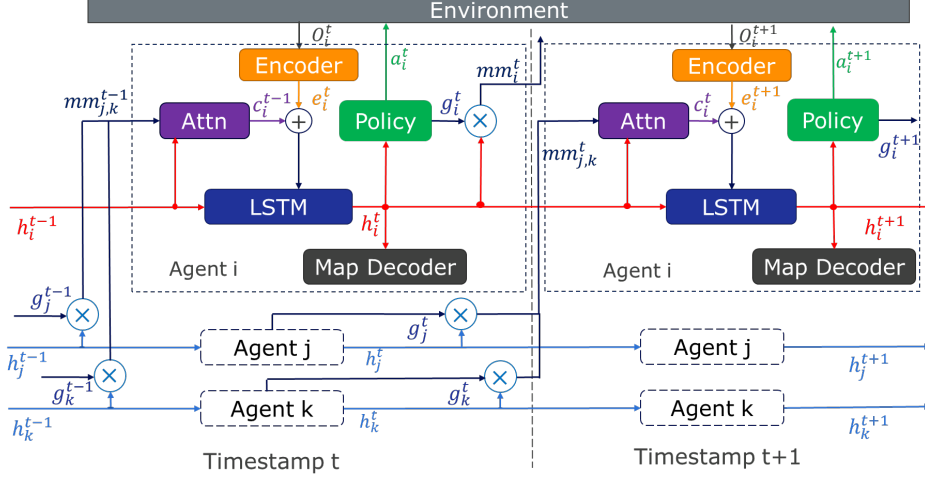 Environment
O_i^t
O_i^{t+1}
a_i^t
a_i^{t+1}
Encoder
Encoder
mm_i^t
mm_{j,k}^{t-1}
c_i^{t-1}
e_i^t
g_i^t
c_i^t
e_i^{t+1}
Attn
+
Policy
×
Attn
+
Policy
mm_{j,k}^t
g_i^{t+1}
LSTM
LSTM
h_i^{t-1}
h_i^t
h_i^{t+1}
Agent i
Map Decoder
Agent i
Map Decoder
g_j^{t-1}
×
×
g_j^t
Agent j
Agent j
h_j^{t-1}
h_j^t
h_j^{t+1}
×
×
g_k^{t-1}
g_k^t
Agent k
Agent k
h_k^{t-1}
h_k^t
h_k^{t+1}
Timestamp t
Timestamp t+1